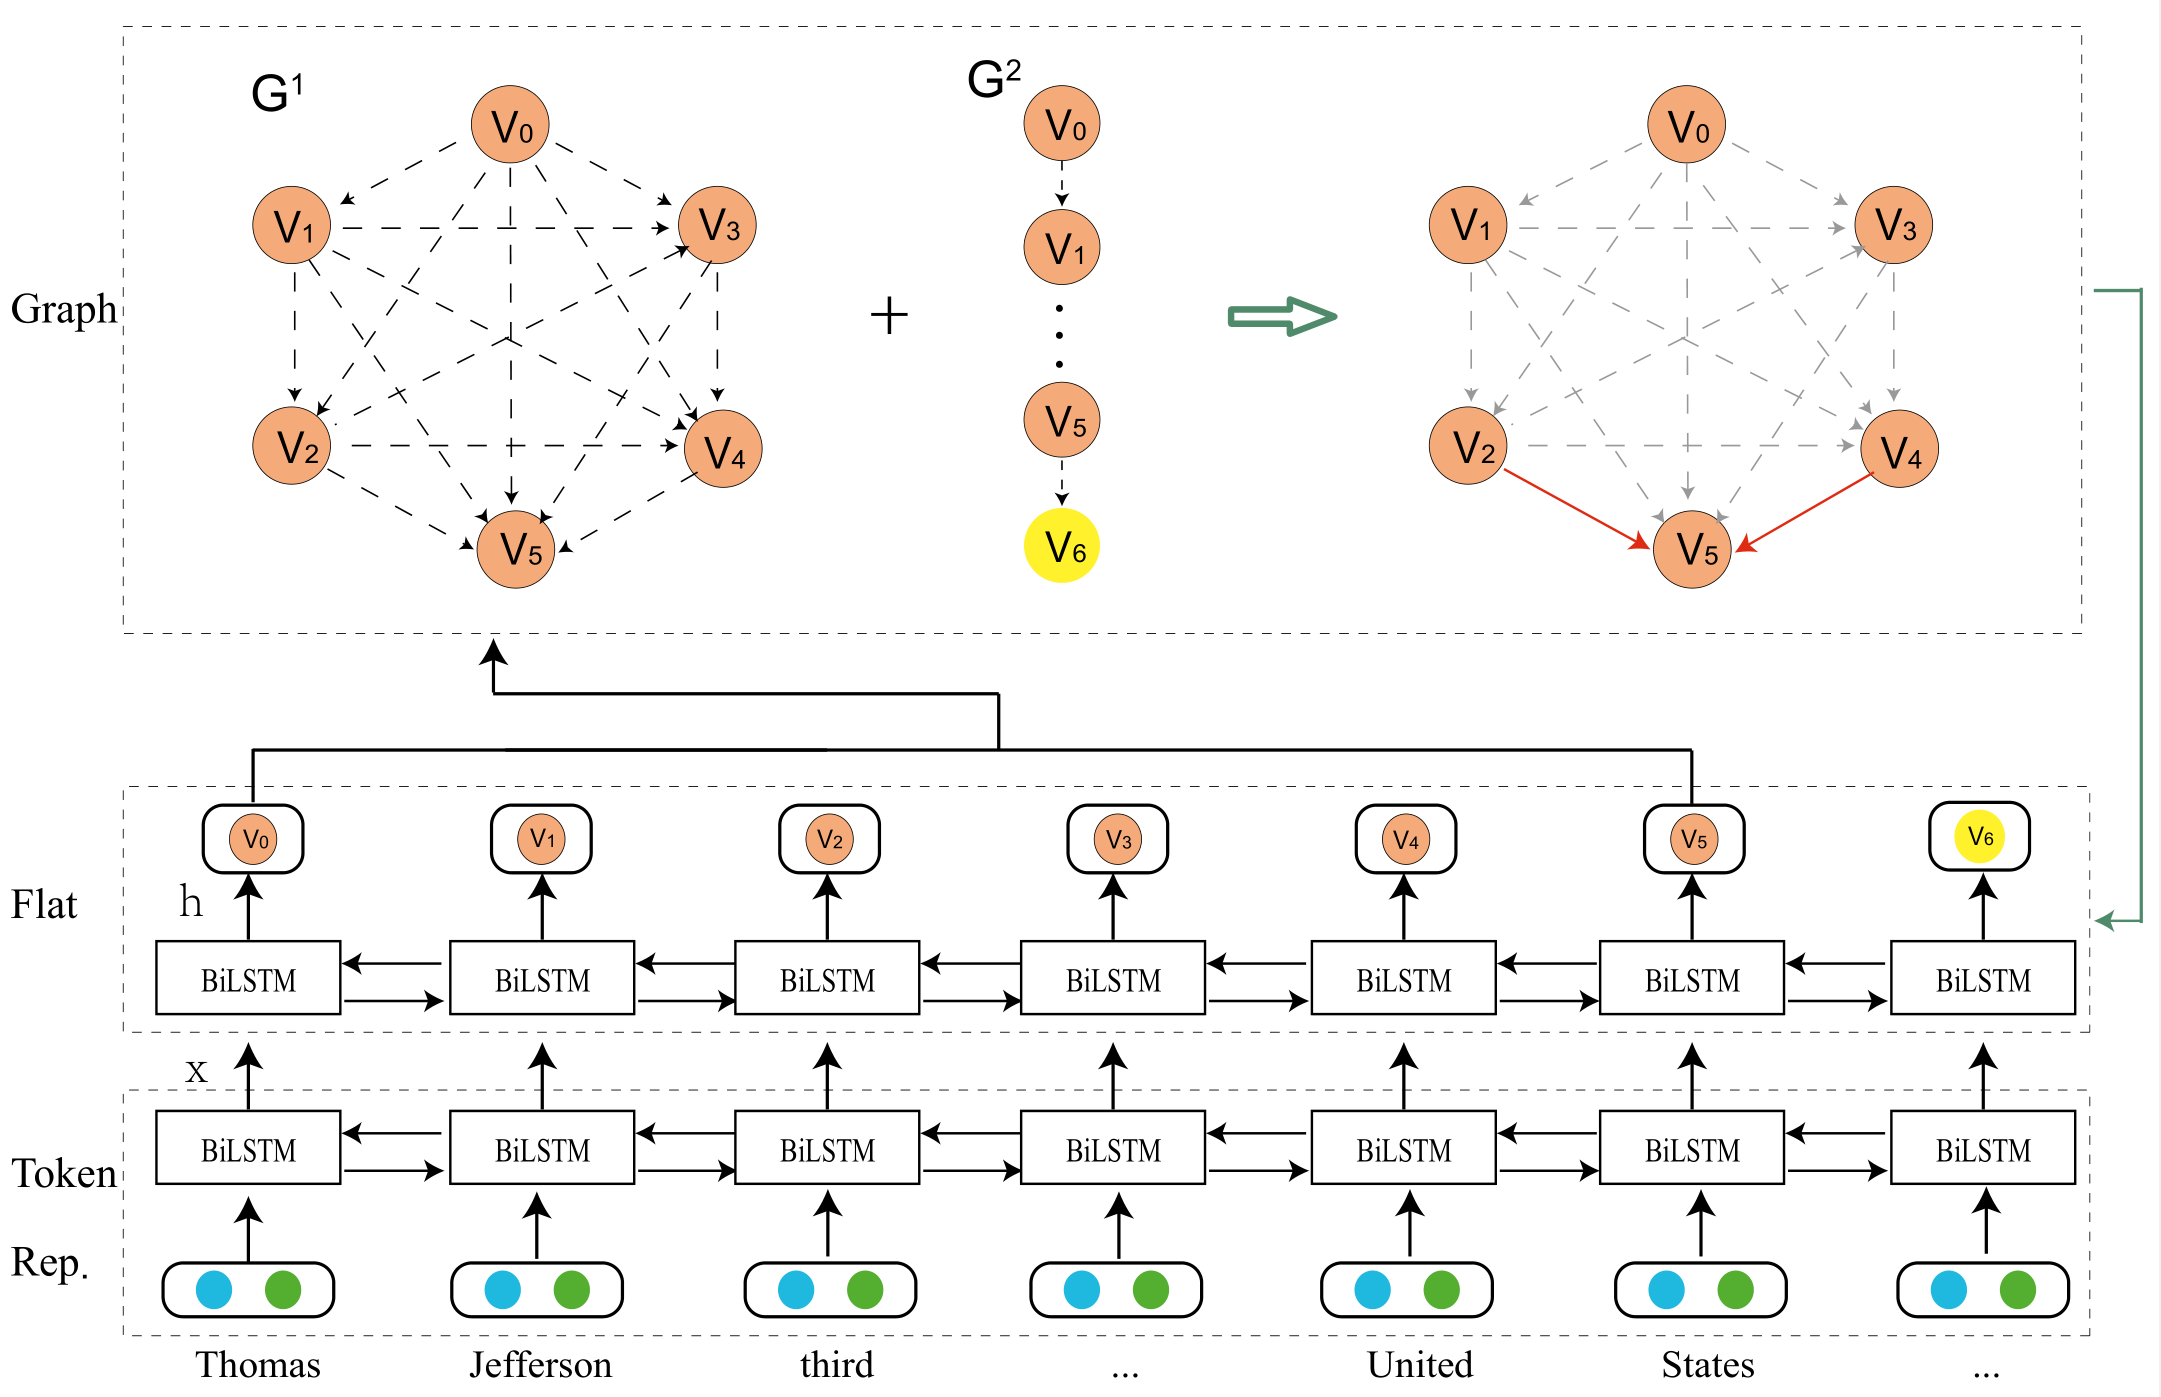 G¹
V₀
V₁
V₃
V₂
V₄
V₅
+
G²
V₀
V₁
V₅
V₆
V₀
V₁
V₃
V₂
V₄
V₅
Graph
V₀ V₁ V₂ V₃ V₄ V₅ V₆
Flat
h
BiLSTM BiLSTM BiLSTM BiLSTM BiLSTM BiLSTM BiLSTM
x
BiLSTM BiLSTM BiLSTM BiLSTM BiLSTM BiLSTM BiLSTM
Token
Rep.
Thomas Jefferson third ... United States ...